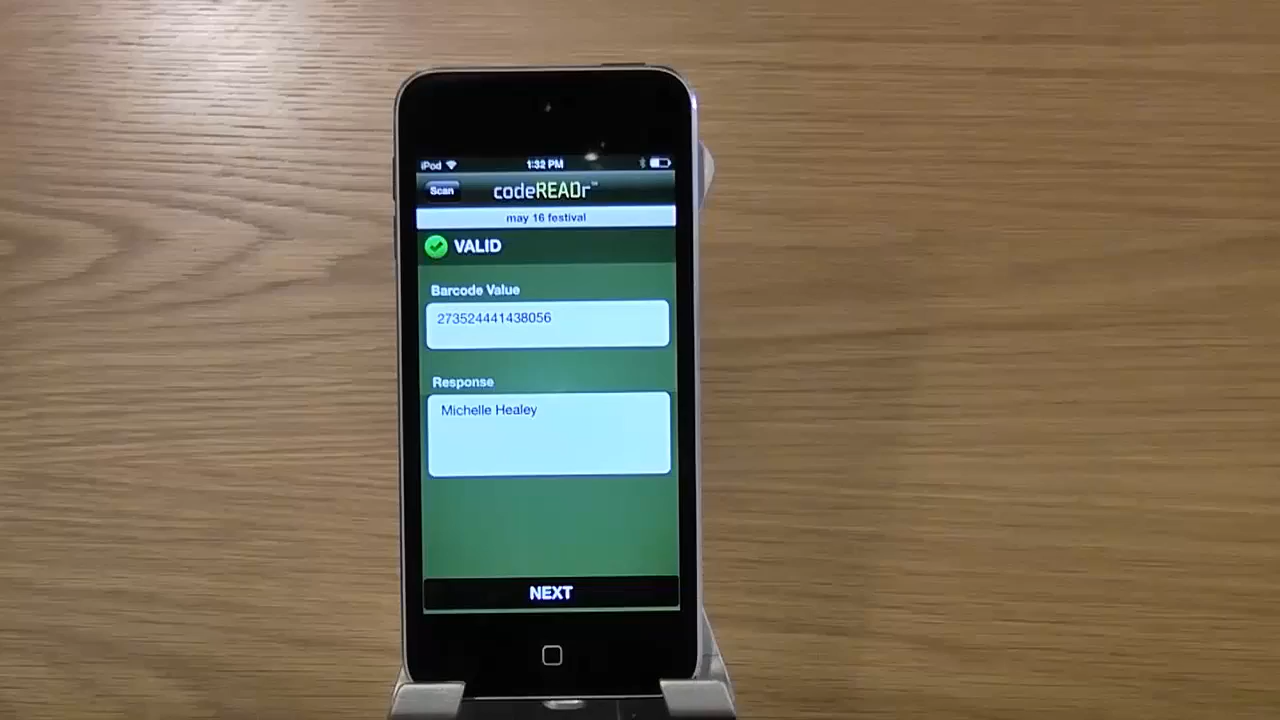 iPod 1:32 PM
Scan codeREADr™
may 16 festival
VALID
Barcode Value
273524441438056
Response
Michelle Healey
NEXT